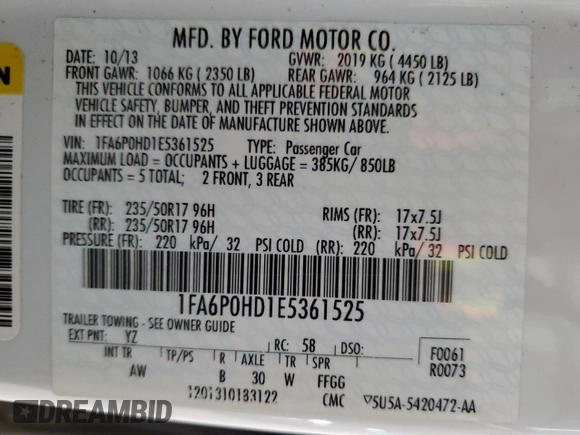 MFD. BY FORD MOTOR CO.
DATE: 10/13 GVWR: 2019 KG ( 4450 LB)
FRONT GAWR: 1066 KG ( 2350 LB) REAR GAWR: 964 KG ( 2125 LB)
THIS VEHICLE CONFORMS TO ALL APPLICABLE FEDERAL MOTOR
VEHICLE SAFETY, BUMPER, AND THEFT PREVENTION STANDARDS
IN EFFECT ON THE DATE OF MANUFACTURE SHOWN ABOVE.
VIN: 1FA6P0HD1E5361525 TYPE: Passenger Car
MAXIMUM LOAD = OCCUPANTS + LUGGAGE = 385KG/ 850LB
OCCUPANTS = 5 TOTAL: 2 FRONT, 3 REAR
TIRE (FR): 235/50R17 96H RIMS (FR): 17x7.5J
(RR): 235/50R17 96H (RR): 17x7.5J
PRESSURE (FR): 220 kPa/ 32 PSI COLD (RR): 220 kPa/ 32 PSI COLD
1FA6P0HD1E5361525
TRAILER TOWING - SEE OWNER GUIDE
EXT PNT: YZ RC: 58 DSO: F0061
R0073
INT TR TP/PS R AXLE TR SPR
AW B 30 W FFGG
1201310183122 CMC 5U5A-5420472-AA
DREAMBID